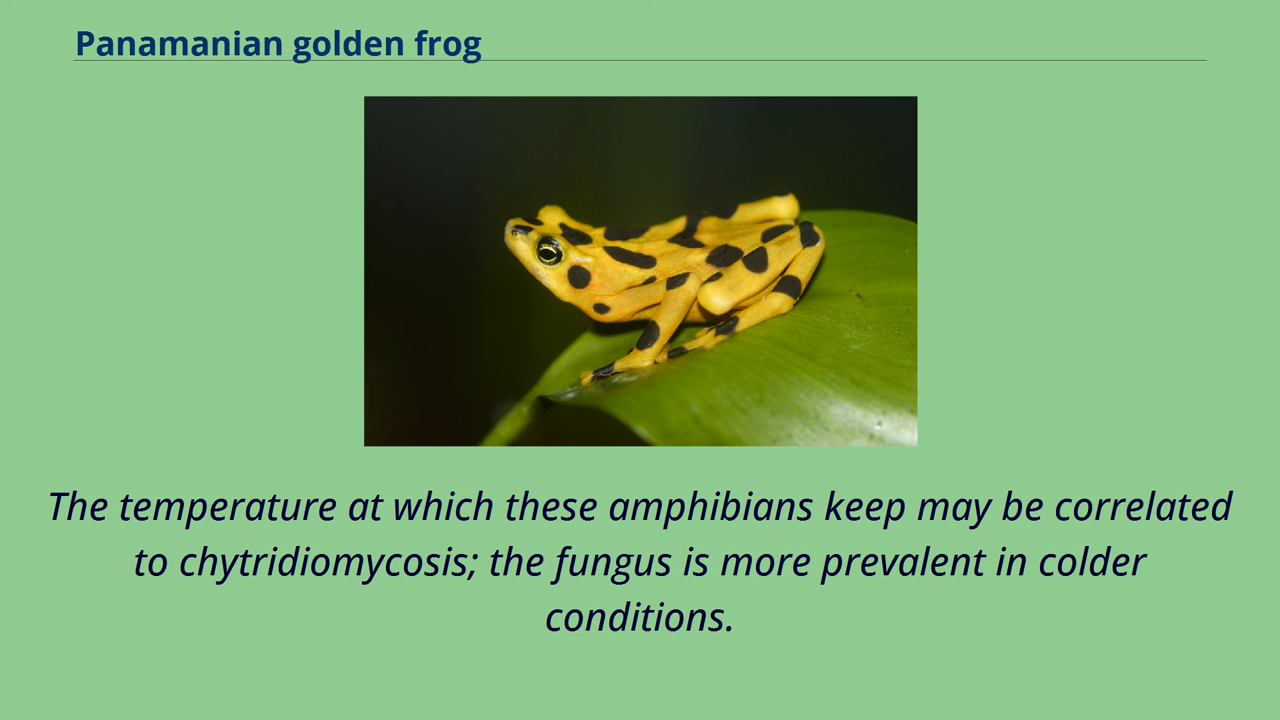 Panamanian golden frog
The temperature at which these amphibians keep may be correlated
to chytridiomycosis; the fungus is more prevalent in colder
conditions.